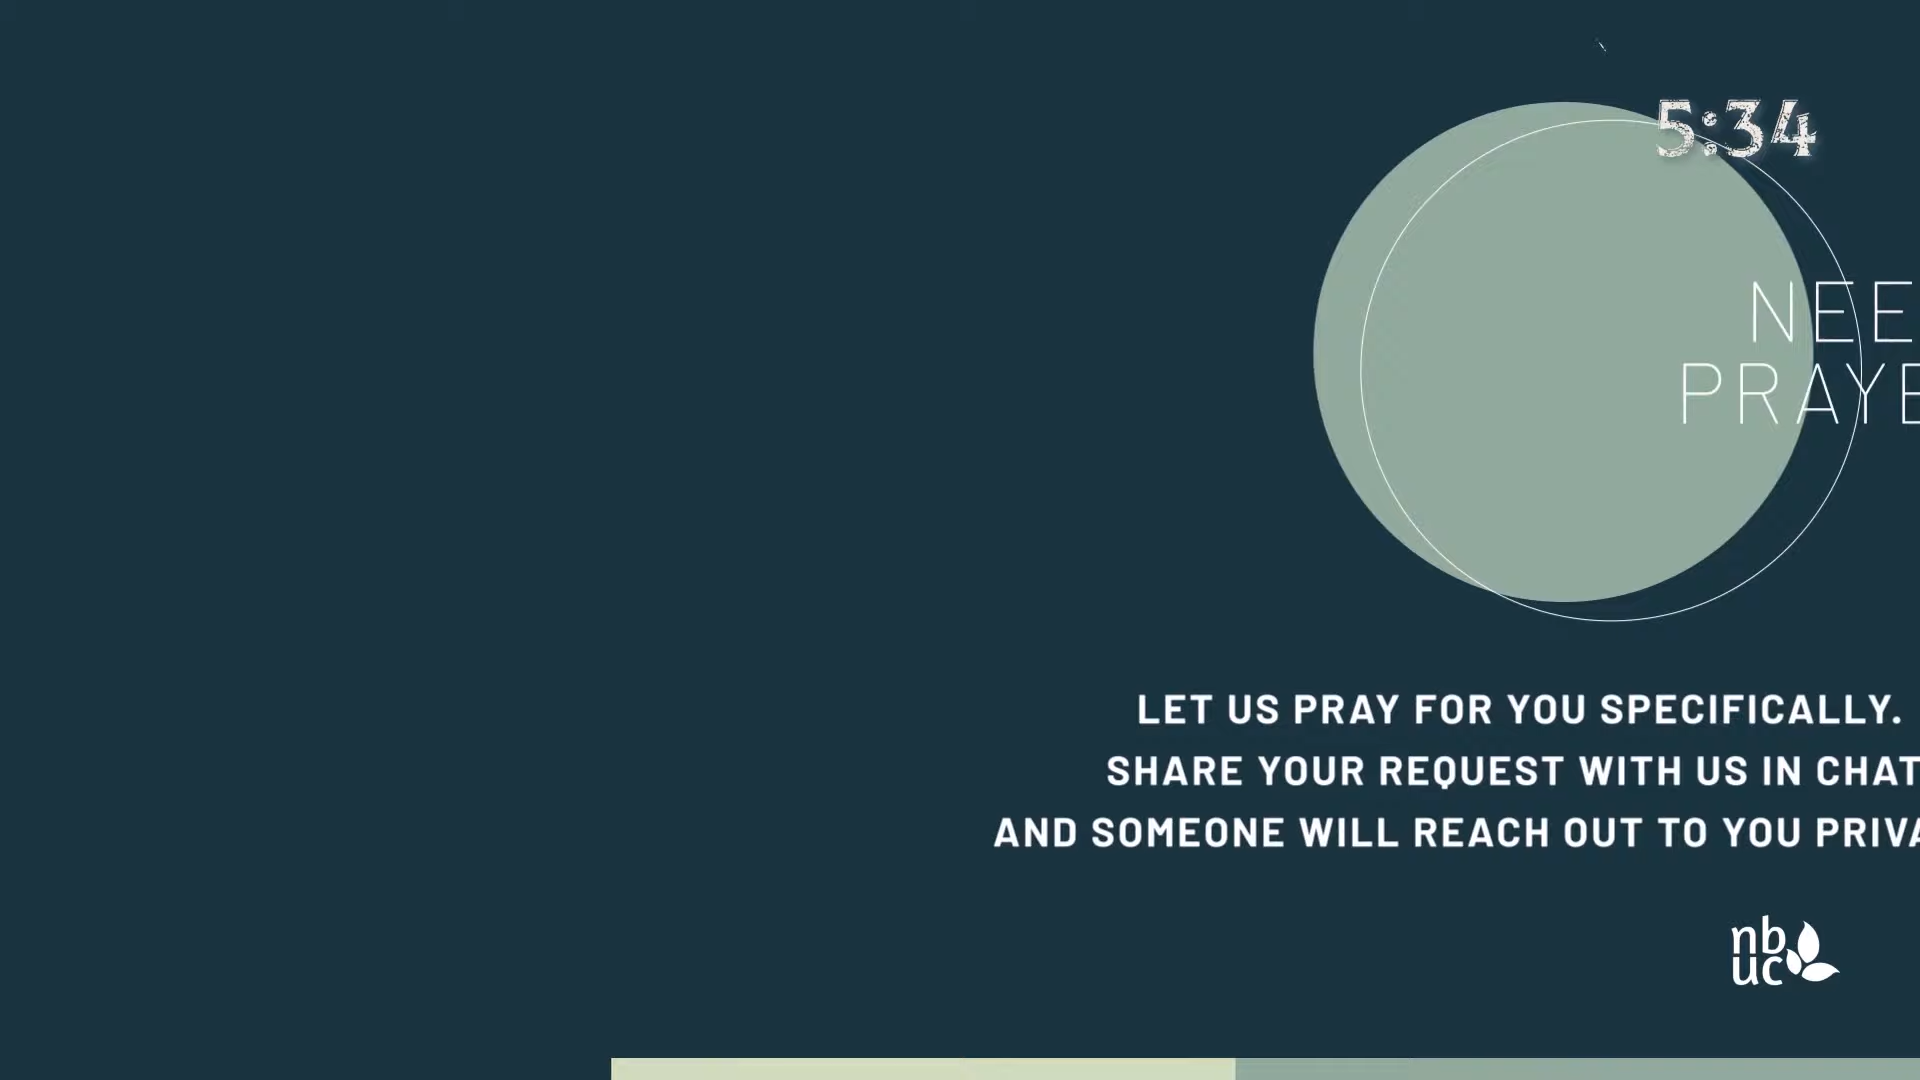 5:34
NEE
PRAYE
LET US PRAY FOR YOU SPECIFICALLY.
SHARE YOUR REQUEST WITH US IN CHAT
AND SOMEONE WILL REACH OUT TO YOU PRIVA
nb
uc